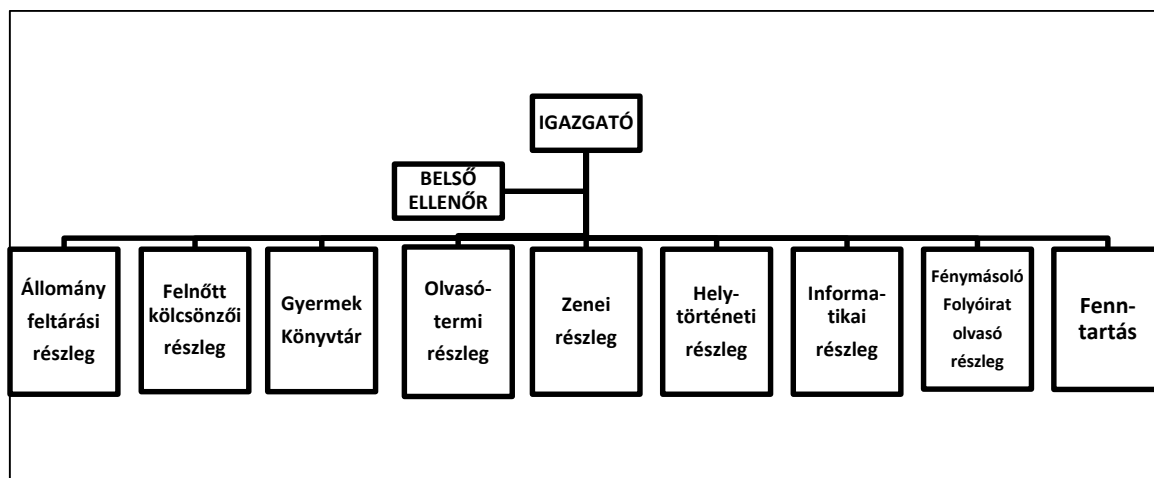 IGAZGATÓ
BELSŐ
ELLENŐR
Állomány
feltárási
részleg
Felnőtt
kölcsönzői
részleg
Gyermek
Könyvtár
Olvasó-
termi
részleg
Zenei
részleg
Hely-
történeti
részleg
Informa-
tikai
részleg
Fénymásoló
Folyóirat
olvasó
részleg
Fenn-
tartás